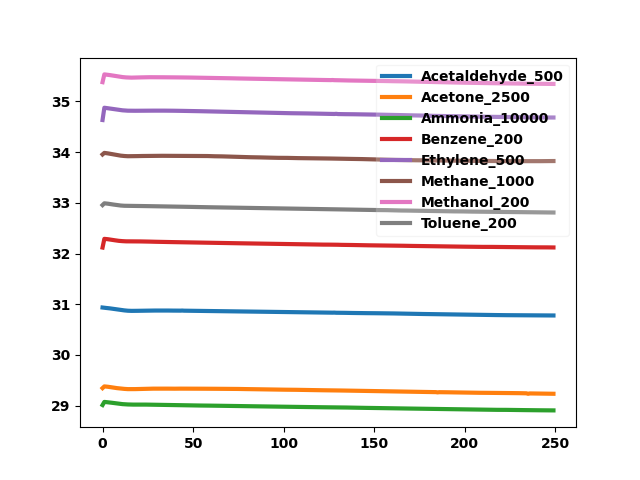 35
34
33
32
31
30
29
0 50 100 150 200 250
Acetaldehyde_500
Acetone_2500
Ammonia_10000
Benzene_200
Ethylene_500
Methane_1000
Methanol_200
Toluene_200